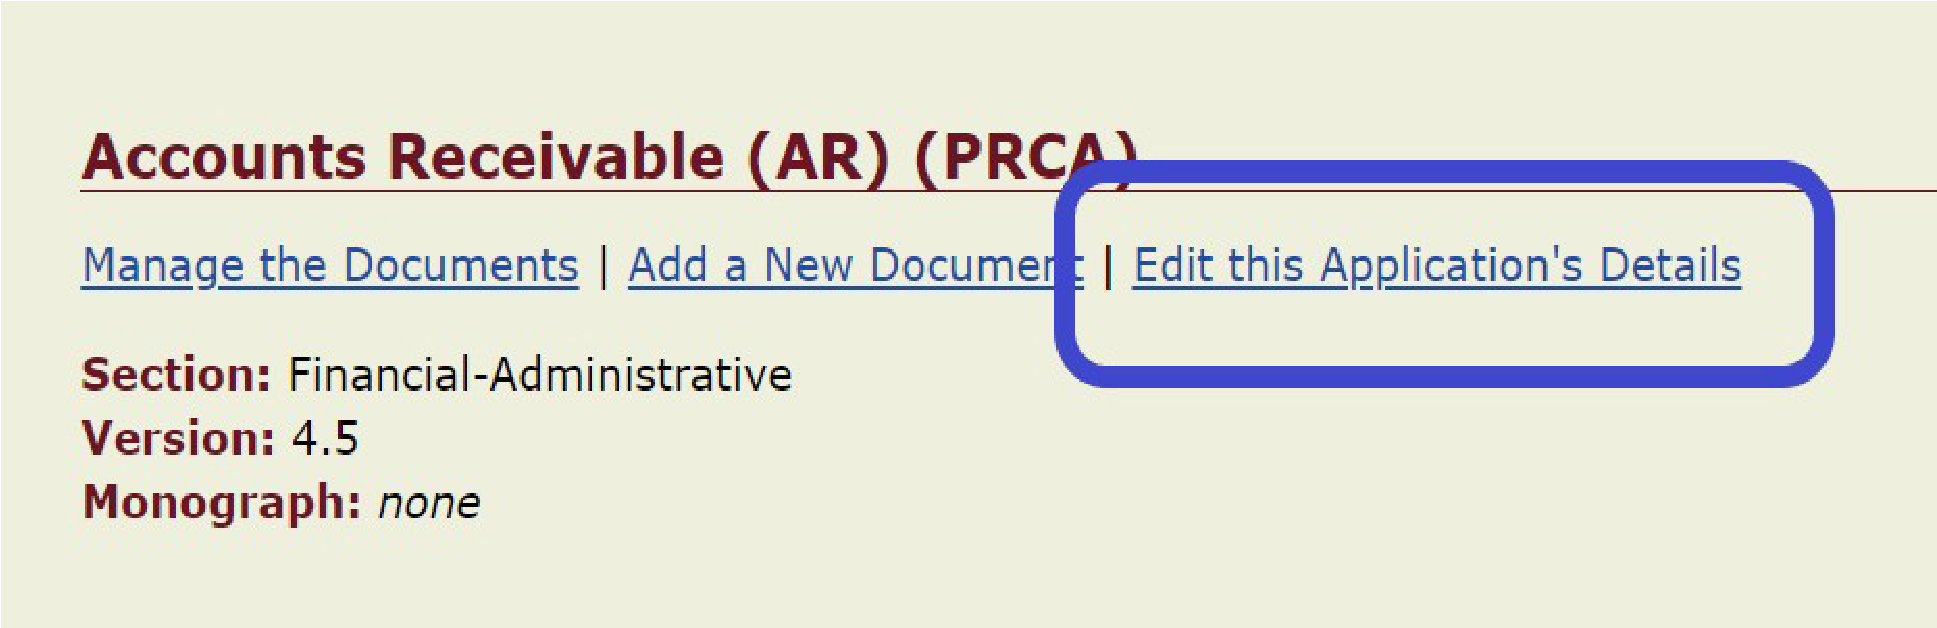 Accounts Receivable (AR) (PRCA)
Manage the Documents | Add a New Document | Edit this Application's Details
Section: Financial-Administrative
Version: 4.5
Monograph: none